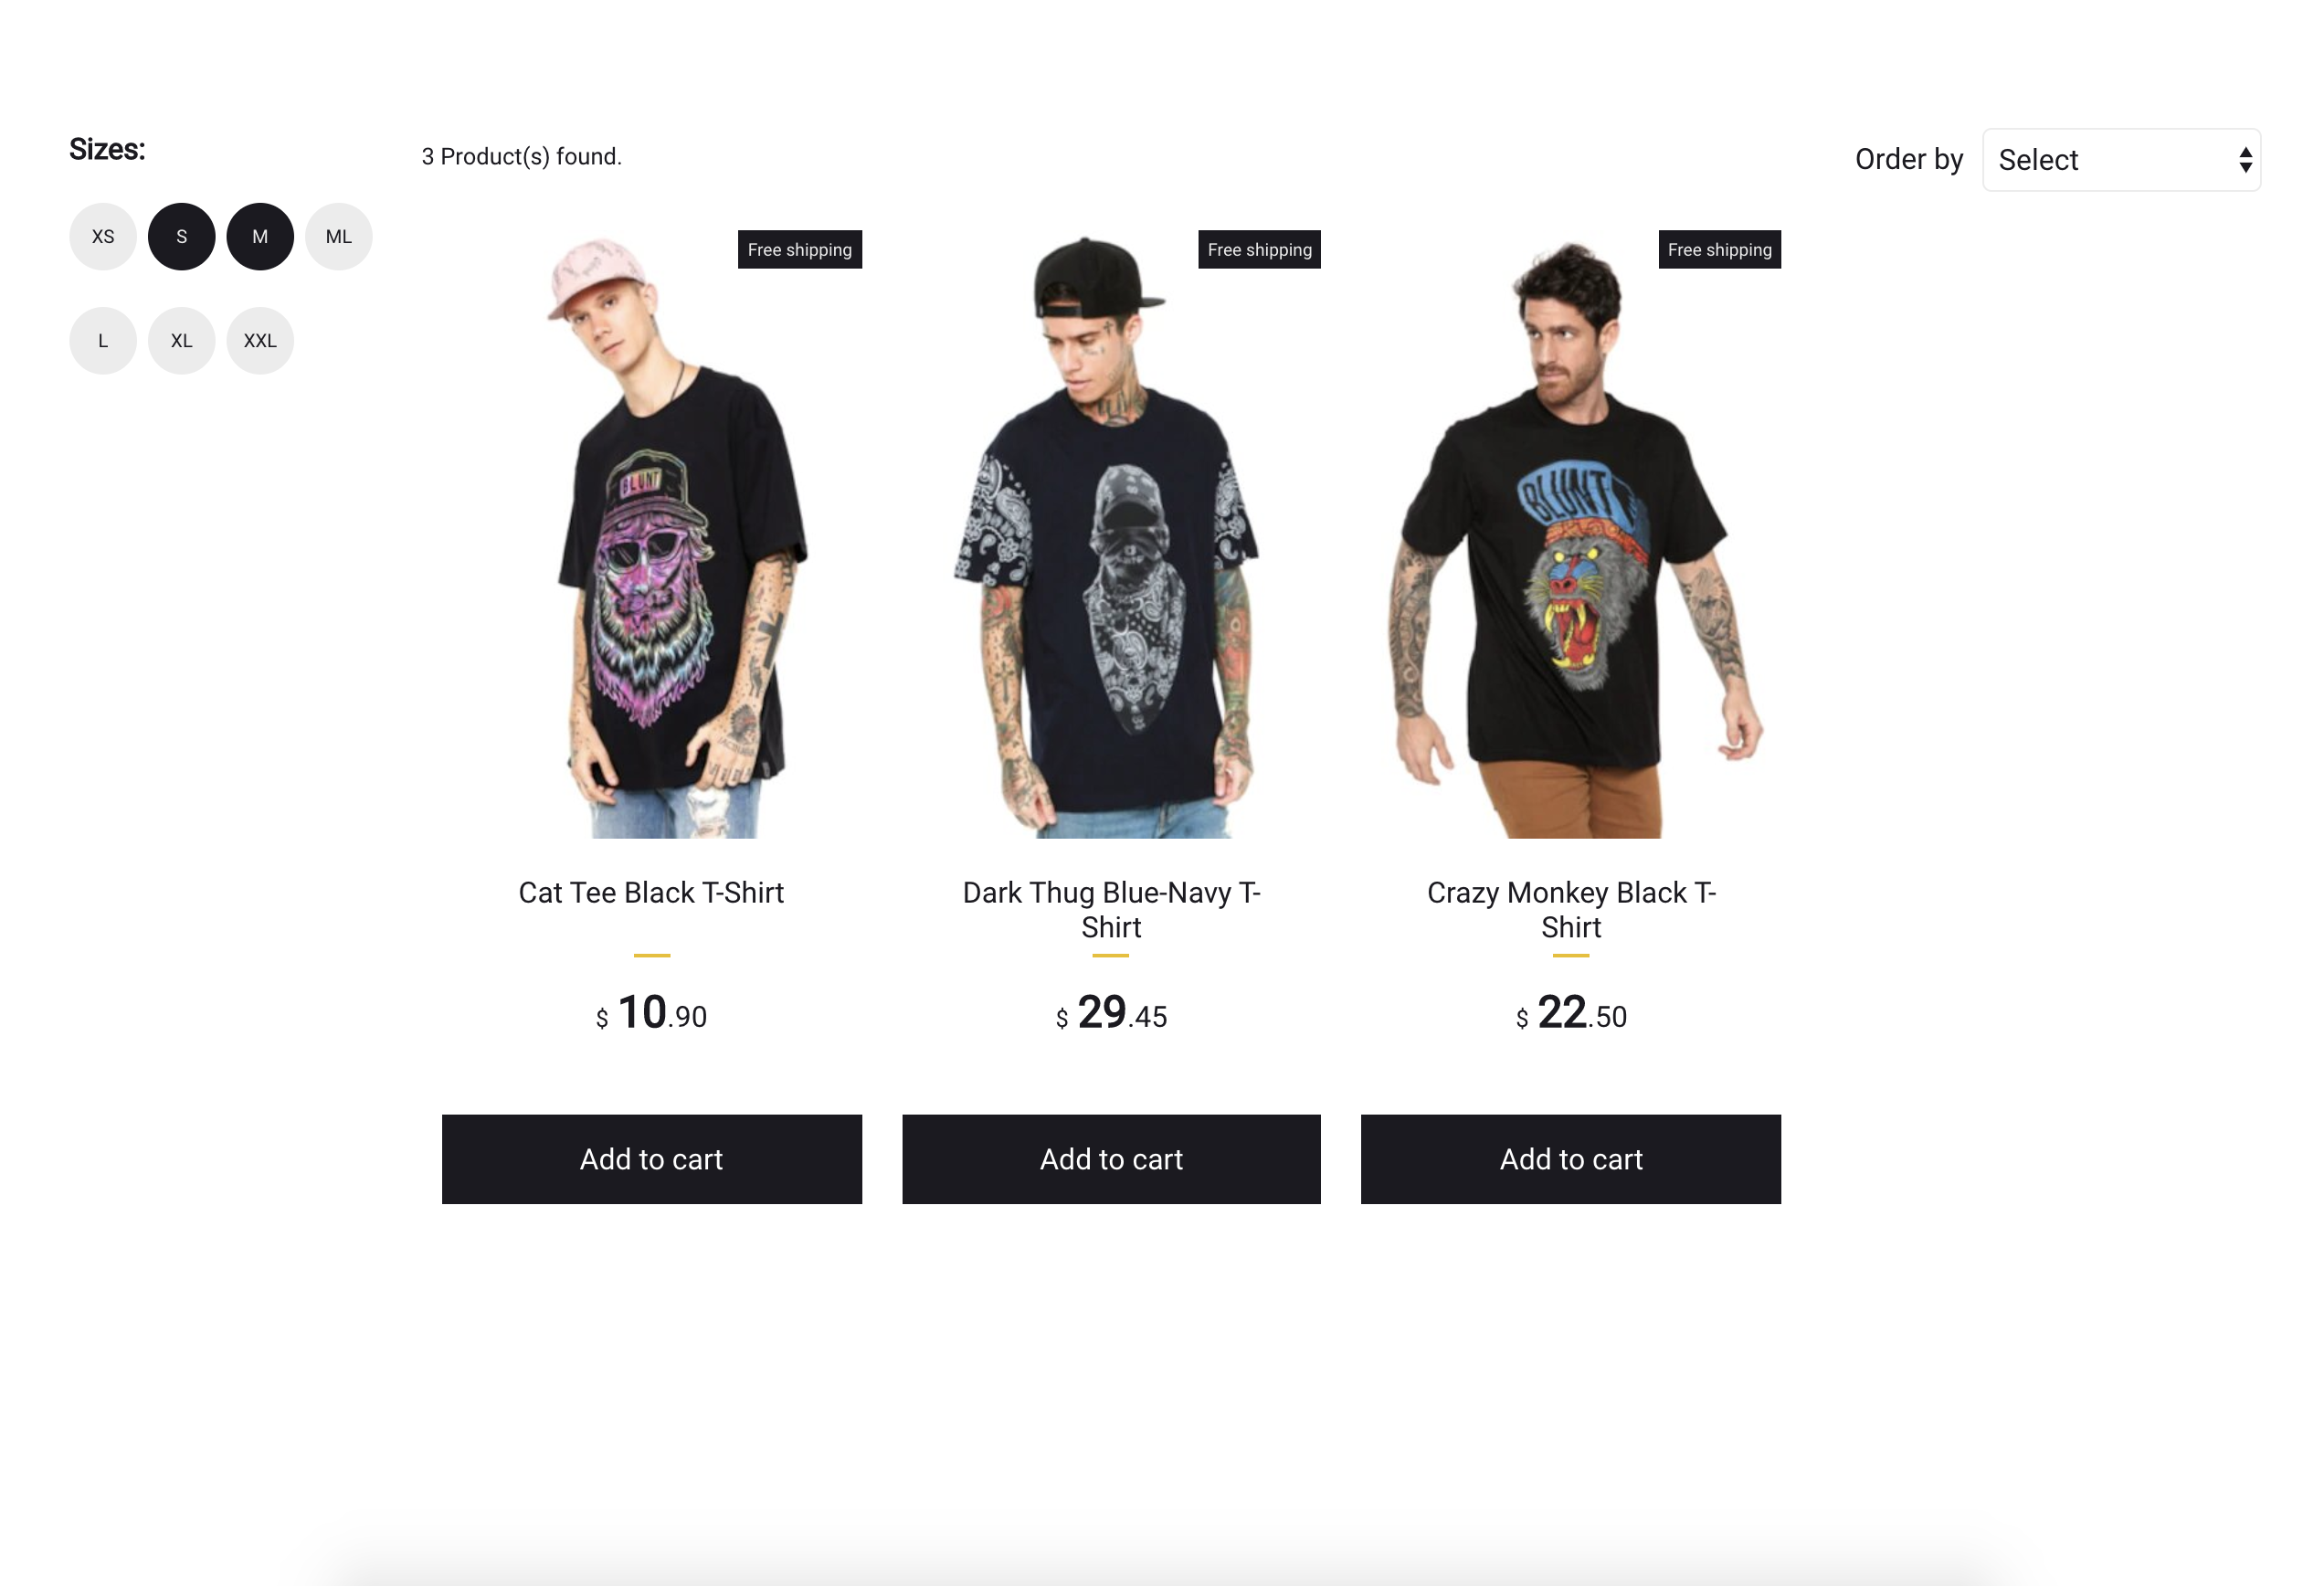 Sizes:
3 Product(s) found.
Order by
Select
XS
S
M
ML
L
XL
XXL
Free shipping
Free shipping
Free shipping
BLUNT
BLUNT
Cat Tee Black T-Shirt
Dark Thug Blue-Navy T-
Shirt
Crazy Monkey Black T-
Shirt
$ 10.90
$ 29.45
$ 22.50
Add to cart
Add to cart
Add to cart